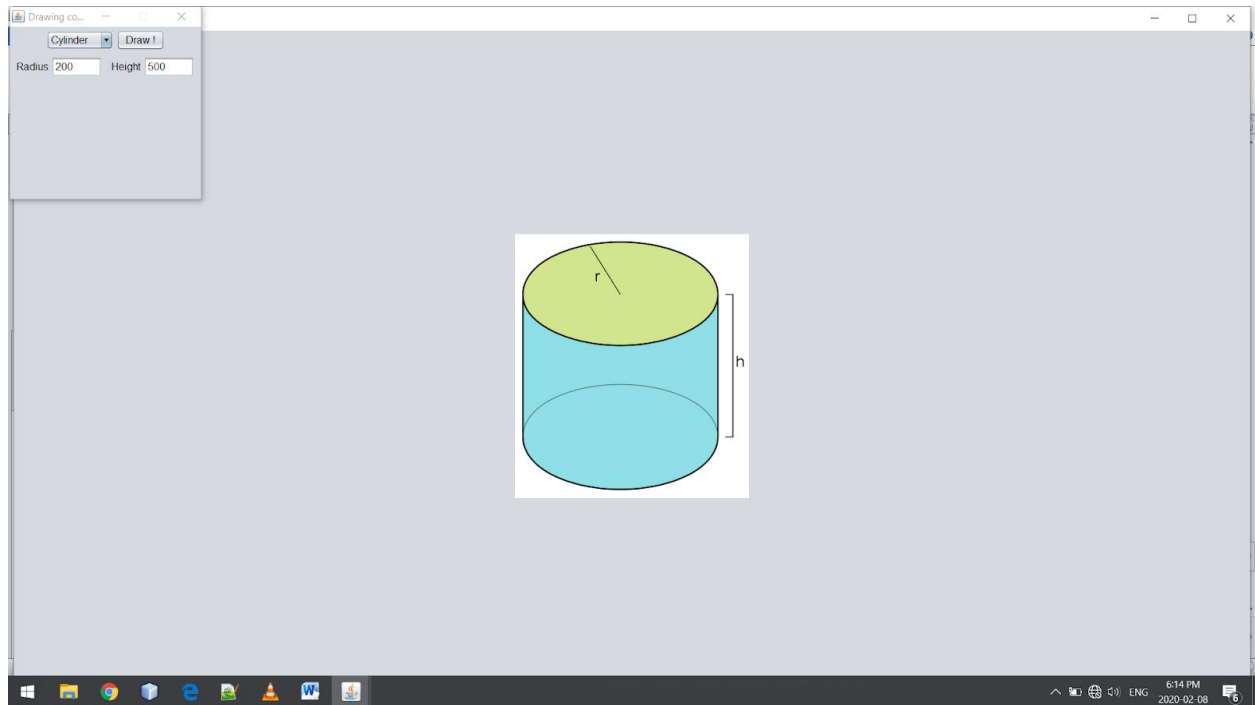 Drawing co...
Cylinder Draw !
Radius 200 Height 500
r
h
ENG 6:14 PM
2020-02-08
6